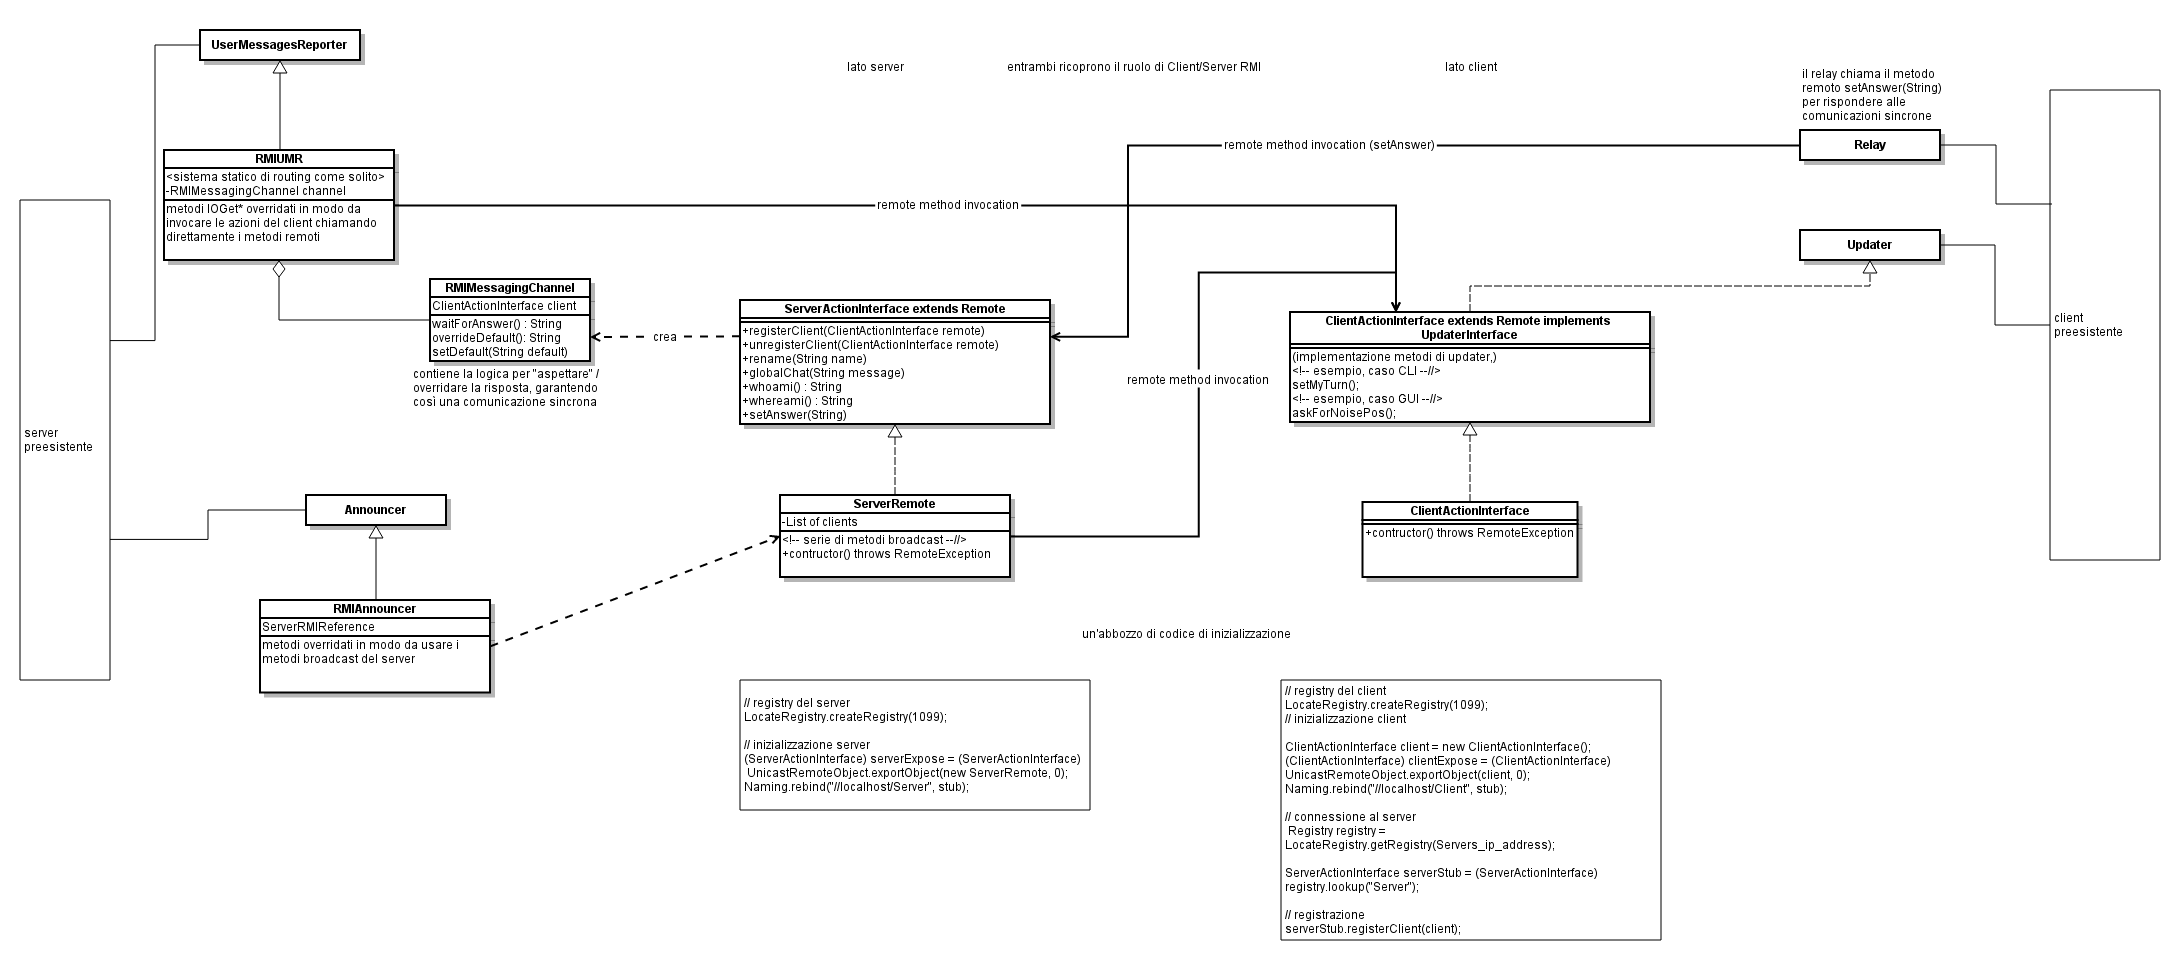 UserMessagesReporter
lato server
entrambi ricoprono il ruolo di Client/Server RMI
lato client
il relay chiama il metodo
remoto setAnswer(String)
per rispondere alle
comunicazioni sincrone
Relay
remote method invocation (setAnswer)
RMIUMR
<sistema statico di routing come solito>
-RMIMessagingChannel channel
metodi IOGet* overridati in modo da
invocare le azioni del client chiamando
direttamente i metodi remoti
remote method invocation
Updater
RMIMessagingChannel
ClientActionInterface client
waitForAnswer() : String
overrideDefault(): String
setDefault(String default)
contiene la logica per "aspettare" /
overridare la risposta, garantendo
così una comunicazione sincrona
crea
ServerActionInterface extends Remote
+registerClient(ClientActionInterface remote)
+unregisterClient(ClientActionInterface remote)
+rename(String name)
+globalChat(String message)
+whoami() : String
+whereami() : String
+setAnswer(String)
remote method invocation
ClientActionInterface extends Remote implements
UpdaterInterface
(implementazione metodi di updater,)
<!-- esempio, caso CLI --//>
setMyTurn();
<!-- esempio, caso GUI --//>
askForNoisePos();
client
preesistente
server
preesistente
Announcer
ServerRemote
-List of clients
<!-- serie di metodi broadcast --//>
+contructor() throws RemoteException
ClientActionInterface
+contructor() throws RemoteException
RMIAnnouncer
ServerRMIReference
metodi overridati in modo da usare i
metodi broadcast del server
un'abbozzo di codice di inizializzazione
// registry del server
LocateRegistry.createRegistry(1099);
// inizializzazione server
(ServerActionInterface) serverExpose = (ServerActionInterface)
UnicastRemoteObject.exportObject(new ServerRemote, 0);
Naming.rebind("//localhost/Server", stub);
// registry del client
LocateRegistry.createRegistry(1099);
// inizializzazione client
ClientActionInterface client = new ClientActionInterface();
(ClientActionInterface) clientExpose = (ClientActionInterface)
UnicastRemoteObject.exportObject(client, 0);
Naming.rebind("//localhost/Client", stub);
// connessione al server
Registry registry =
LocateRegistry.getRegistry(Servers_ip_address);
ServerActionInterface serverStub = (ServerActionInterface)
registry.lookup("Server");
// registrazione
serverStub.registerClient(client);